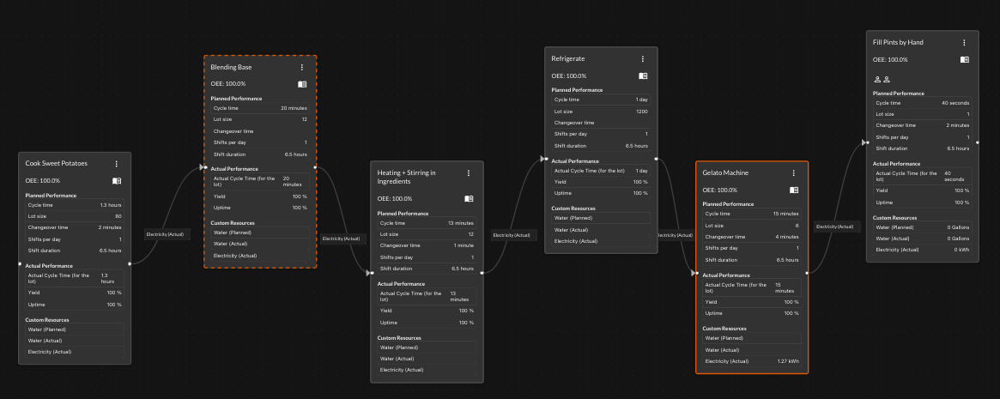 Cook Sweet Potatoes
OEE: 100.0%
Planned Performance
Cycle time 1.3 hours
Lot size 80
Changeover time 2 minutes
Shifts per day 1
Shift duration 6.5 hours
Actual Performance
Actual Cycle Time (for the lot) 1.3 hours
Yield 100 %
Uptime 100 %
Custom Resources
Water (Planned)
Water (Actual)
Electricity (Actual)
Electricity (Actual)
Blending Base
OEE: 100.0%
Planned Performance
Cycle time 20 minutes
Lot size 12
Changeover time
Shifts per day 1
Shift duration 6.5 hours
Actual Performance
Actual Cycle Time (for the lot) 20 minutes
Yield 100 %
Uptime 100 %
Custom Resources
Water (Planned)
Water (Actual)
Electricity (Actual)
Electricity (Actual)
Heating + Stirring in
Ingredients
OEE: 100.0%
Planned Performance
Cycle time 13 minutes
Lot size 12
Changeover time 1 minute
Shifts per day 1
Shift duration 6.5 hours
Actual Performance
Actual Cycle Time (for the lot) 13 minutes
Yield 100 %
Uptime 100 %
Custom Resources
Water (Planned)
Water (Actual)
Electricity (Actual)
Electricity (Actual)
Refrigerate
OEE: 100.0%
Planned Performance
Cycle time 1 day
Lot size 1200
Changeover time
Shifts per day 1
Shift duration 6.5 hours
Actual Performance
Actual Cycle Time (for the lot) 1 day
Yield 100 %
Uptime 100 %
Custom Resources
Water (Planned)
Water (Actual)
Electricity (Actual)
lectricity (Actual)
Gelato Machine
OEE: 100.0%
Planned Performance
Cycle time 15 minutes
Lot size 6
Changeover time 4 minutes
Shifts per day 1
Shift duration 6.5 hours
Actual Performance
Actual Cycle Time (for the lot) 15 minutes
Yield 100 %
Uptime 100 %
Custom Resources
Water (Planned)
Water (Actual)
Electricity (Actual) 1.27 kWh
Electricity (Actual)
Fill Pints by Hand
OEE: 100.0%
Planned Performance
Cycle time 40 seconds
Lot size 1
Changeover time 2 minutes
Shifts per day 1
Shift duration 6.5 hours
Actual Performance
Actual Cycle Time (for the lot) 40 seconds
Yield 100 %
Uptime 100 %
Custom Resources
Water (Planned) 0 Gallons
Water (Actual) 0 Gallons
Electricity (Actual) 0 kWh